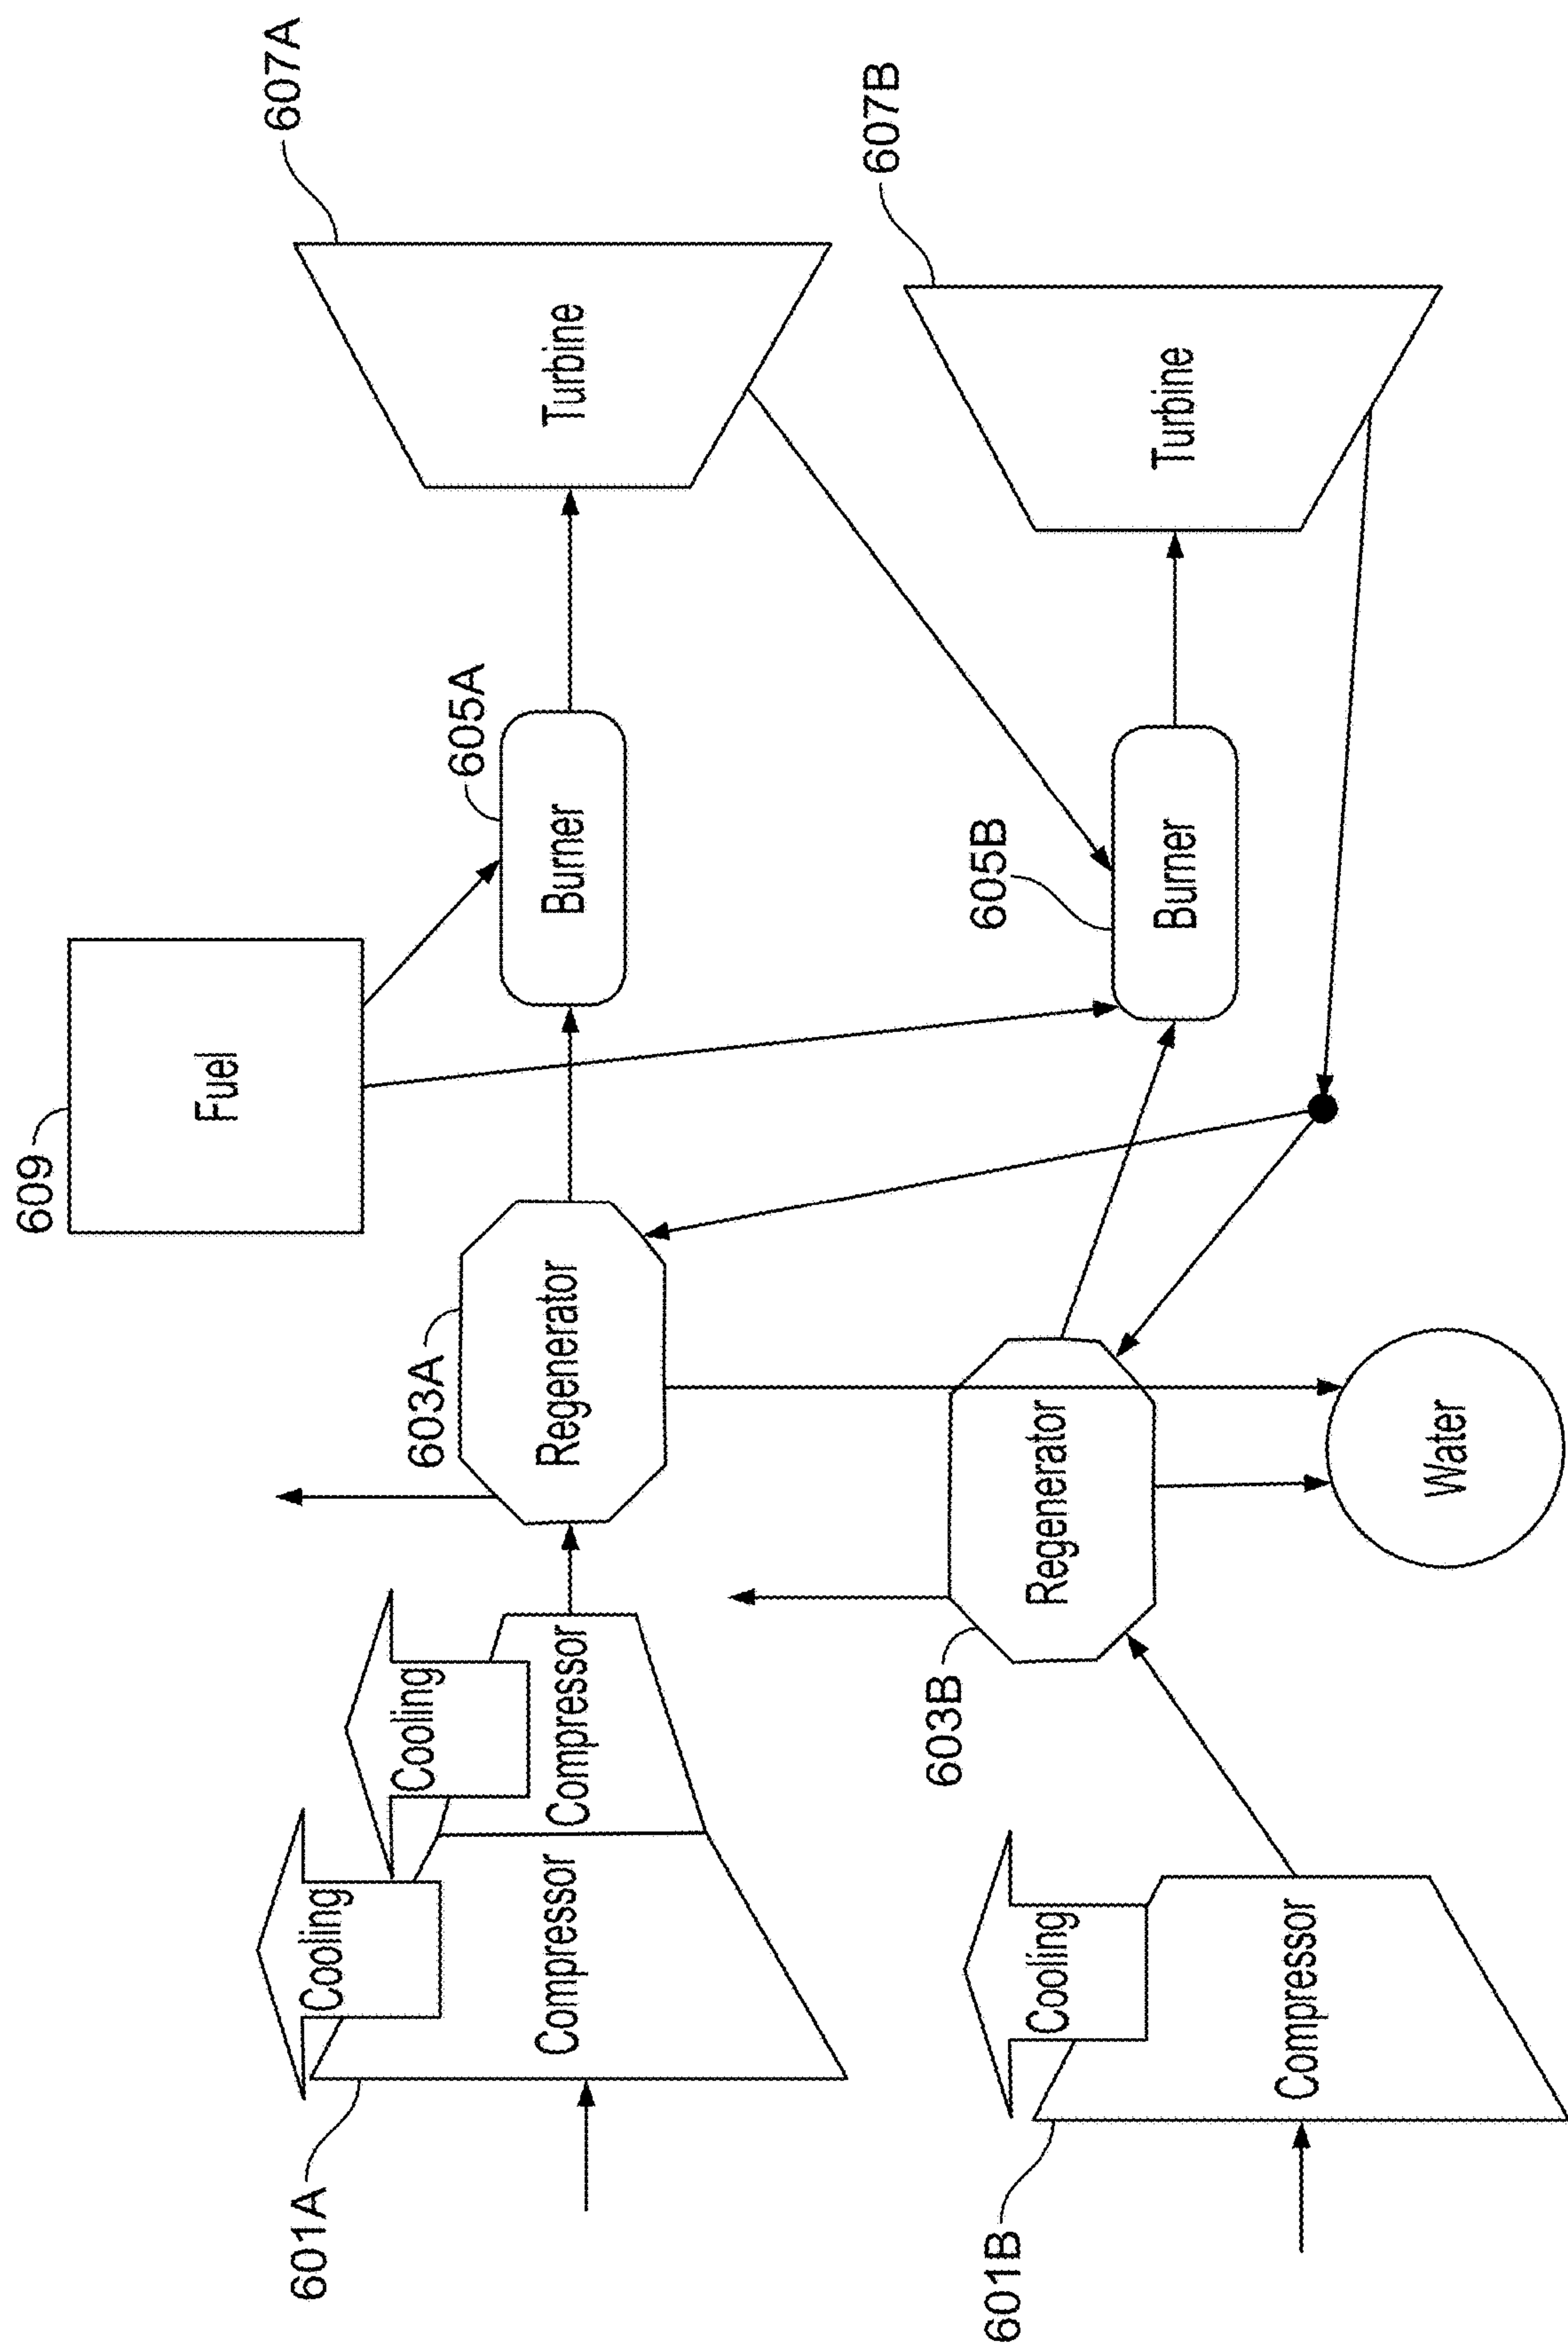 609
Fuel
607A
Cooling
Cooling
603A
605A
601A
Compressor
Compressor
Regenerator
Burner
Turbine
607B
Cooling
603B
605B
601B
Regenerator
Burner
Turbine
Compressor
Water